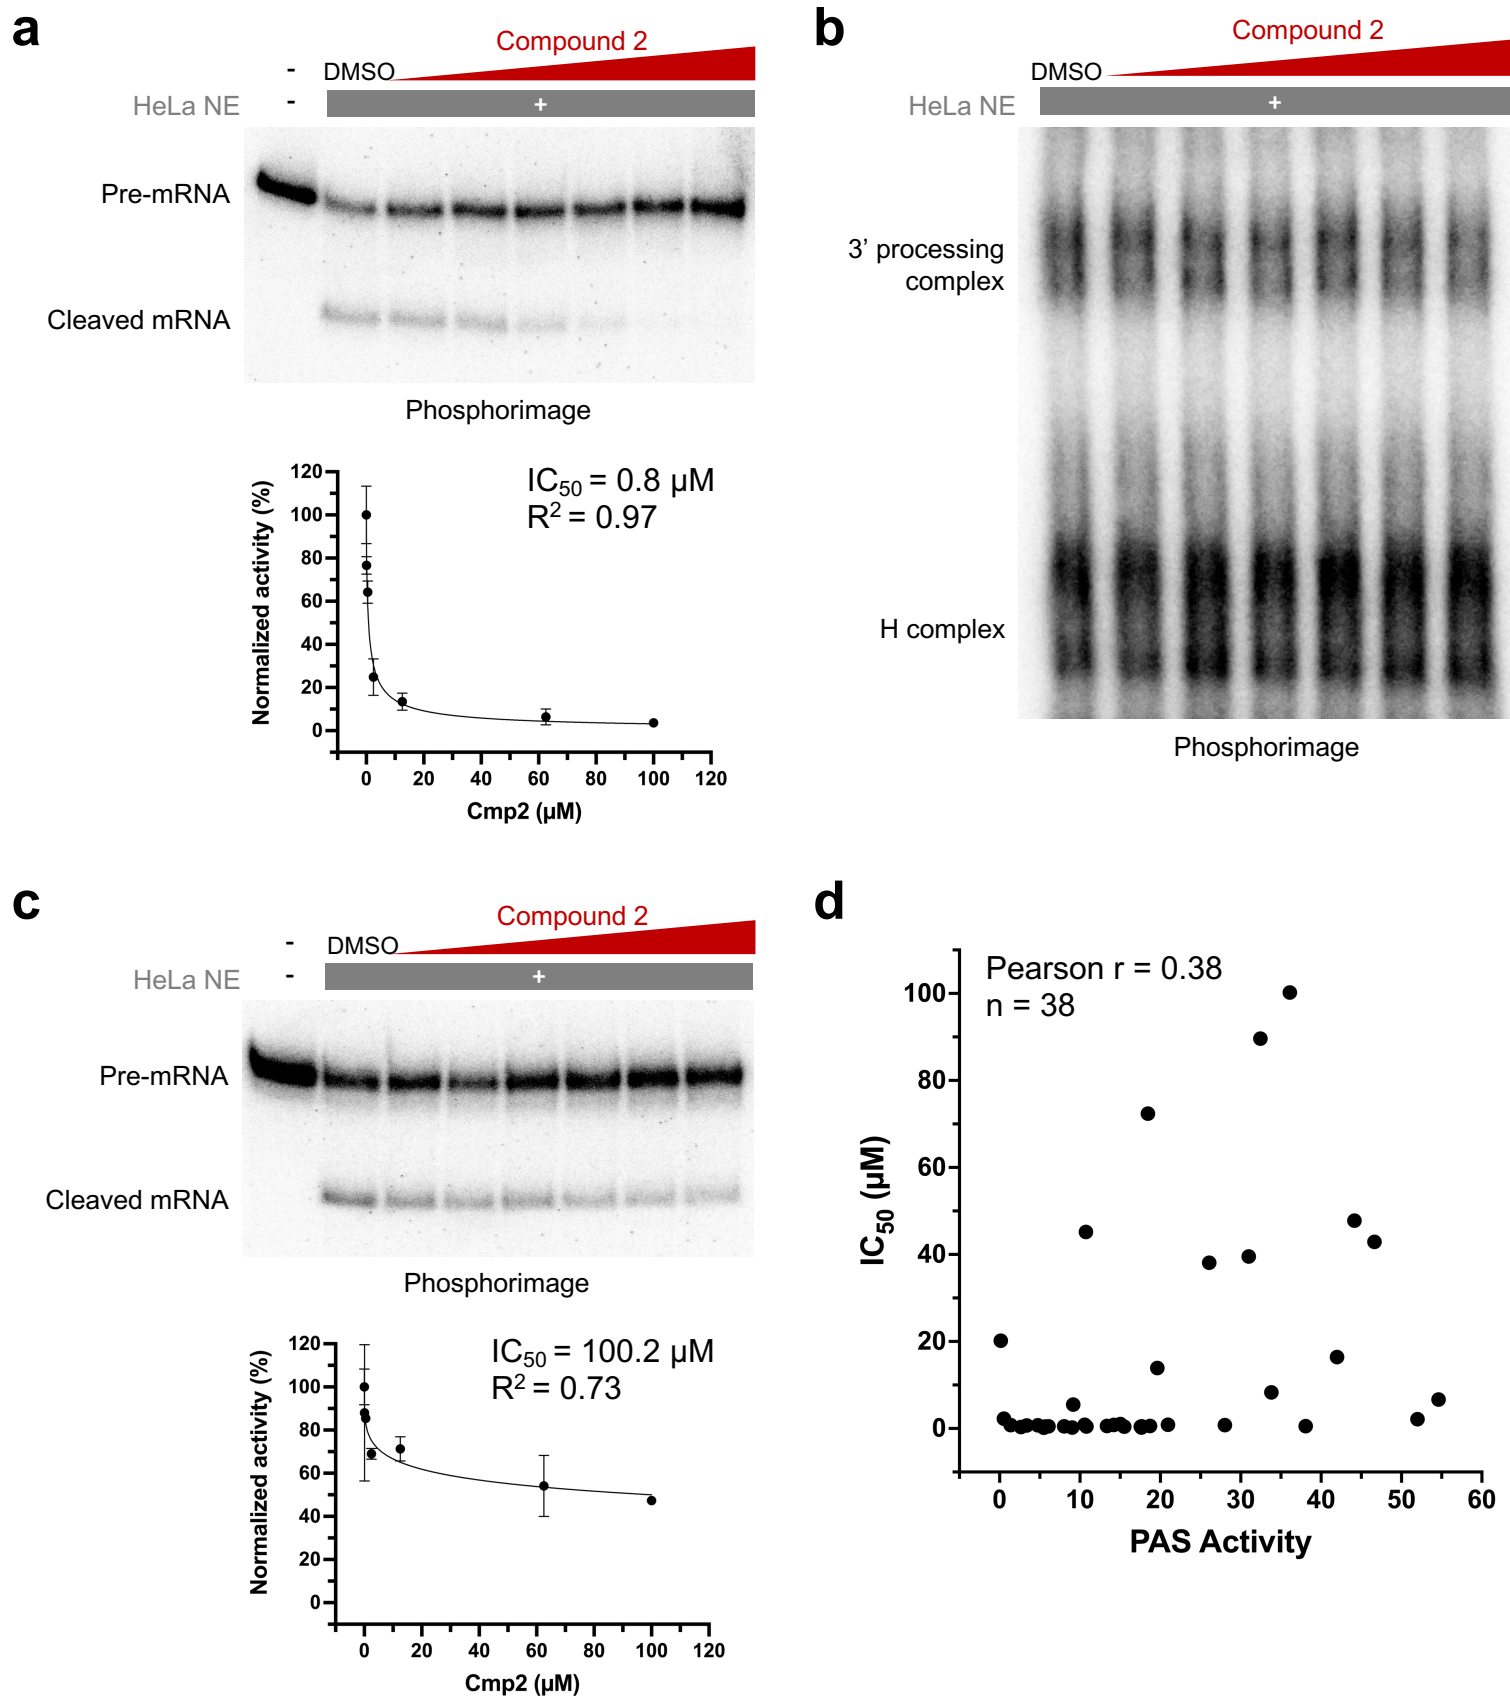 a
Compound 2
- DMSO
HeLa NE - +
Pre-mRNA
Cleaved mRNA
Phosphorimage
IC50 = 0.8 µM
R2 = 0.97
Normalized activity (%)
120
100
80
60
40
20
0
0 20 40 60 80 100 120
Cmp2 (µM)
b
Compound 2
DMSO
HeLa NE +
3’ processing
complex
H complex
Phosphorimage
c
Compound 2
- DMSO
HeLa NE - +
Pre-mRNA
Cleaved mRNA
Phosphorimage
IC50 = 100.2 µM
R2 = 0.73
Normalized activity (%)
120
100
80
60
40
20
0
0 20 40 60 80 100 120
Cmp2 (µM)
d
Pearson r = 0.38
n = 38
IC50 (µM)
100
80
60
40
20
0
0 10 20 30 40 50 60
PAS Activity